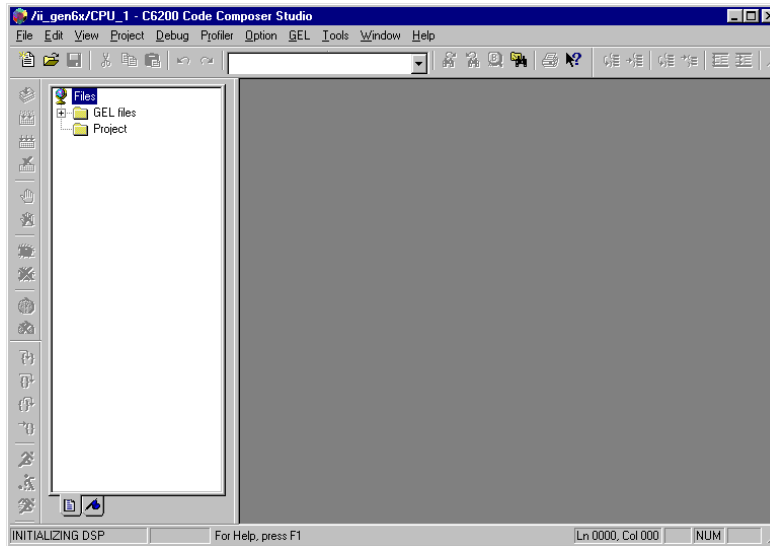 /ii_gen6x/CPU_1 - C6200 Code Composer Studio
File Edit View Project Debug Profiler Option GEL Tools Window Help
Files
GEL files
Project
INITIALIZING DSP For Help, press F1 Ln 0000, Col 000 NUM